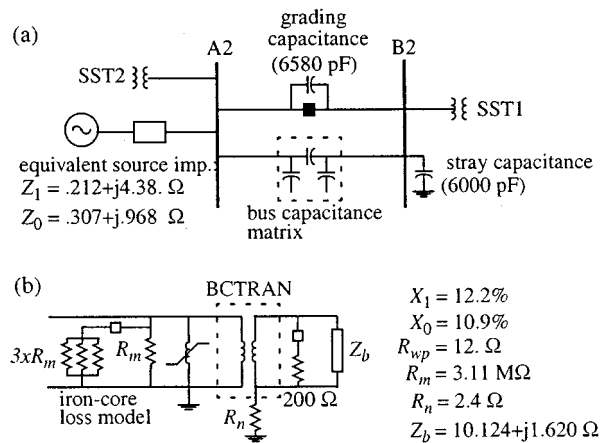 (a)
A2
grading
capacitance
(6580 pF)
B2
SST2
SST1
equivalent source imp.:
Z1 = .212+j4.38. Ω
Z0 = .307+j.968 Ω
bus capacitance
matrix
stray capacitance
(6000 pF)
(b)
BCTRAN
3xRm
Rm
iron-core
loss model
Rn
200 Ω
Zb
X1 = 12.2%
X0 = 10.9%
Rwp = 12. Ω
Rm = 3.11 MΩ
Rn = 2.4 Ω
Zb = 10.124+j1.620 Ω